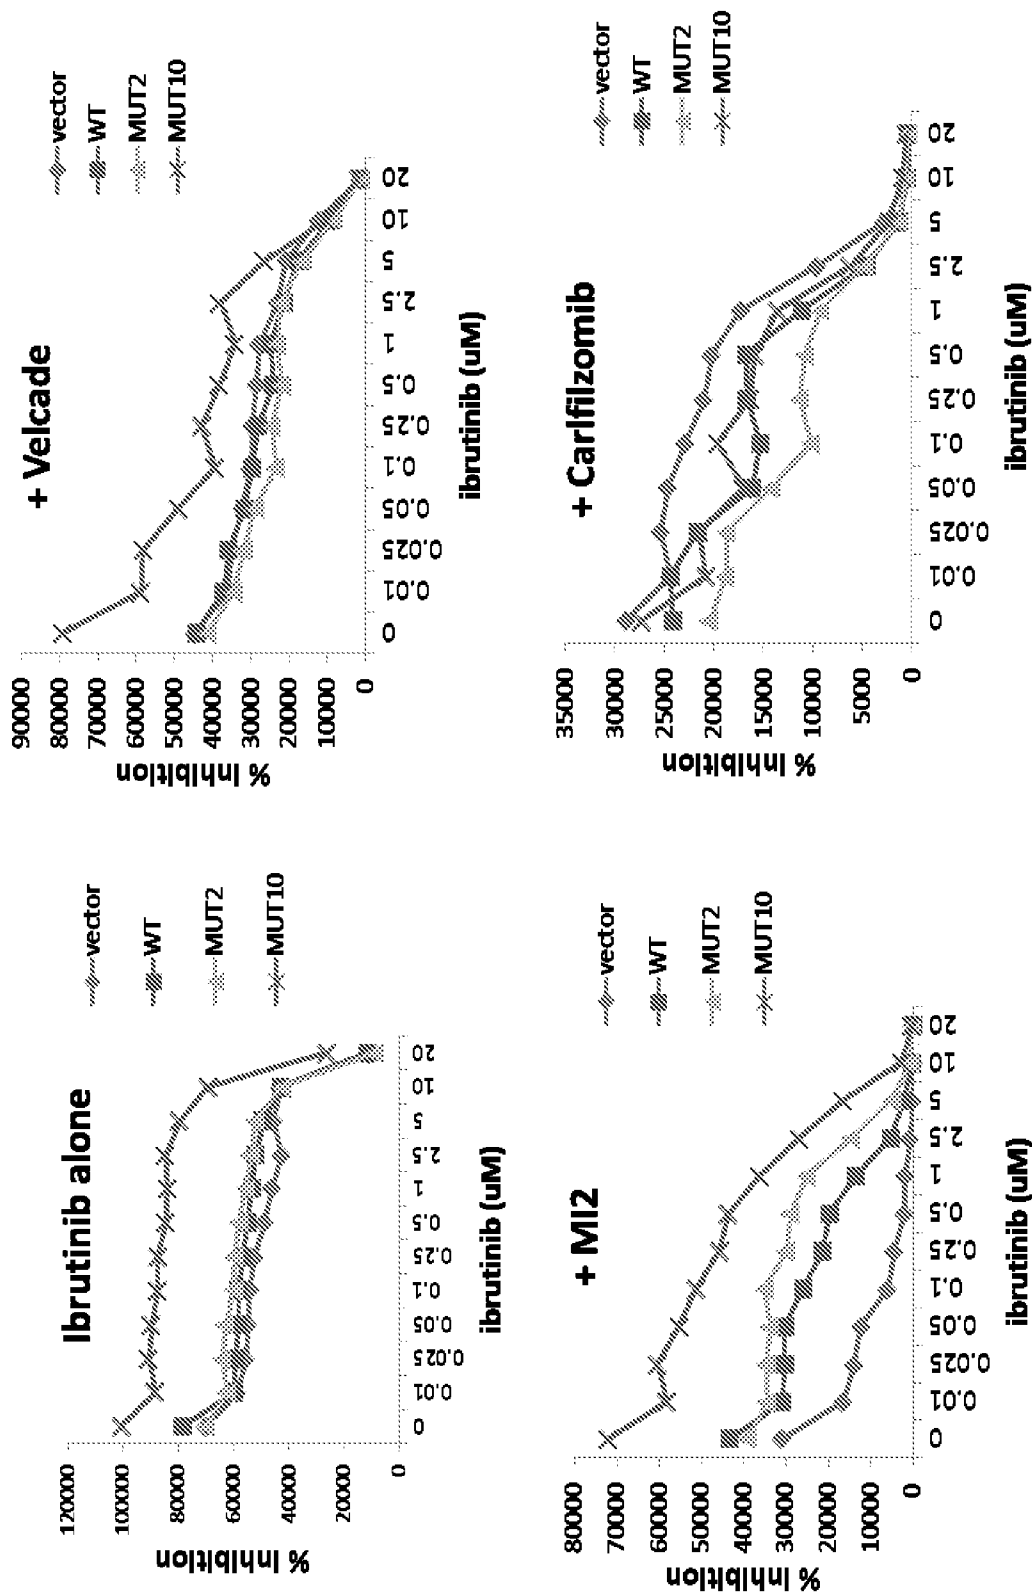 Ibrutinib alone
% Inhibition
120000
100000
80000
60000
40000
20000
0
0
0.01
0.025
0.05
0.1
0.25
0.5
1
2.5
5
10
20
ibrutinib (uM)
vector
WT
MUT2
MUT10
+ Velcade
% Inhibition
90000
80000
70000
60000
50000
40000
30000
20000
10000
0
0
0.01
0.025
0.05
0.1
0.25
0.5
1
2.5
5
10
20
ibrutinib (uM)
vector
WT
MUT2
MUT10
+ MI2
% Inhibition
80000
70000
60000
50000
40000
30000
20000
10000
0
0
0.01
0.025
0.05
0.1
0.25
0.5
1
2.5
5
10
20
ibrutinib (uM)
vector
WT
MUT2
MUT10
+ Carlfilzomib
% Inhibition
35000
30000
25000
20000
15000
10000
5000
0
0
0.01
0.025
0.05
0.1
0.25
0.5
1
2.5
5
10
20
ibrutinib (uM)
vector
WT
MUT2
MUT10